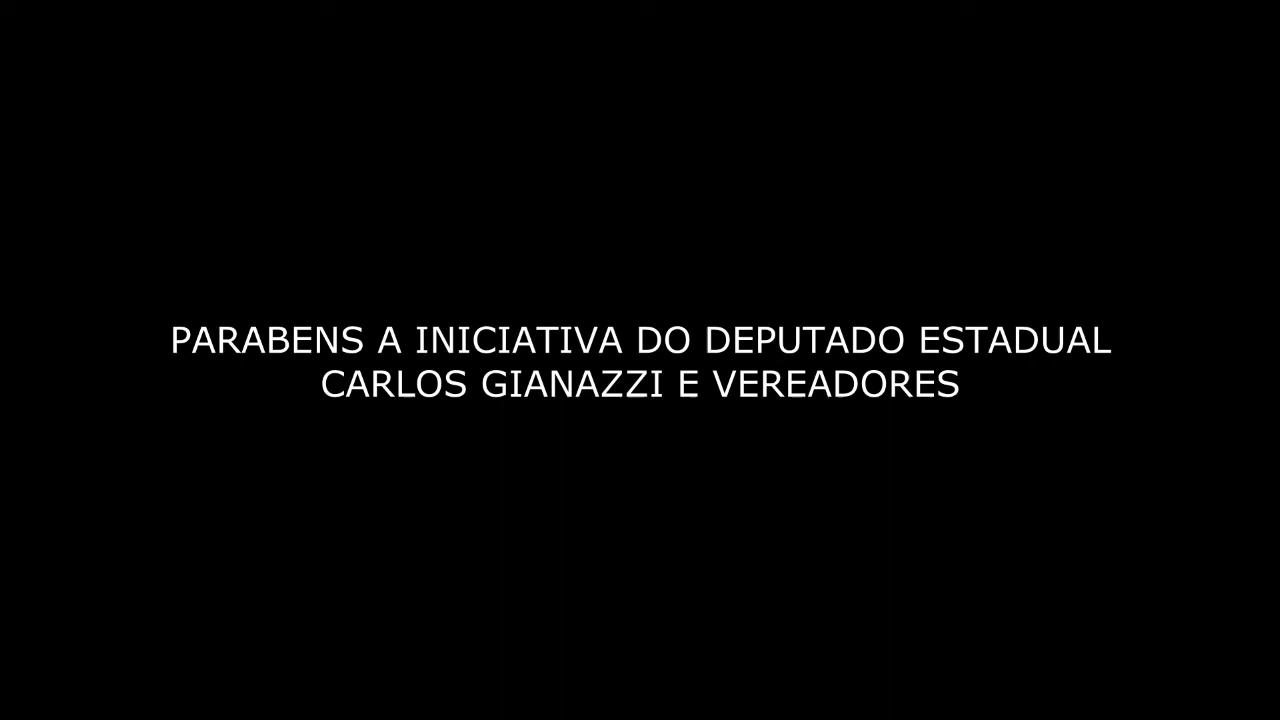 PARABENS A INICIATIVA DO DEPUTADO ESTADUAL
CARLOS GIANAZZI E VEREADORES